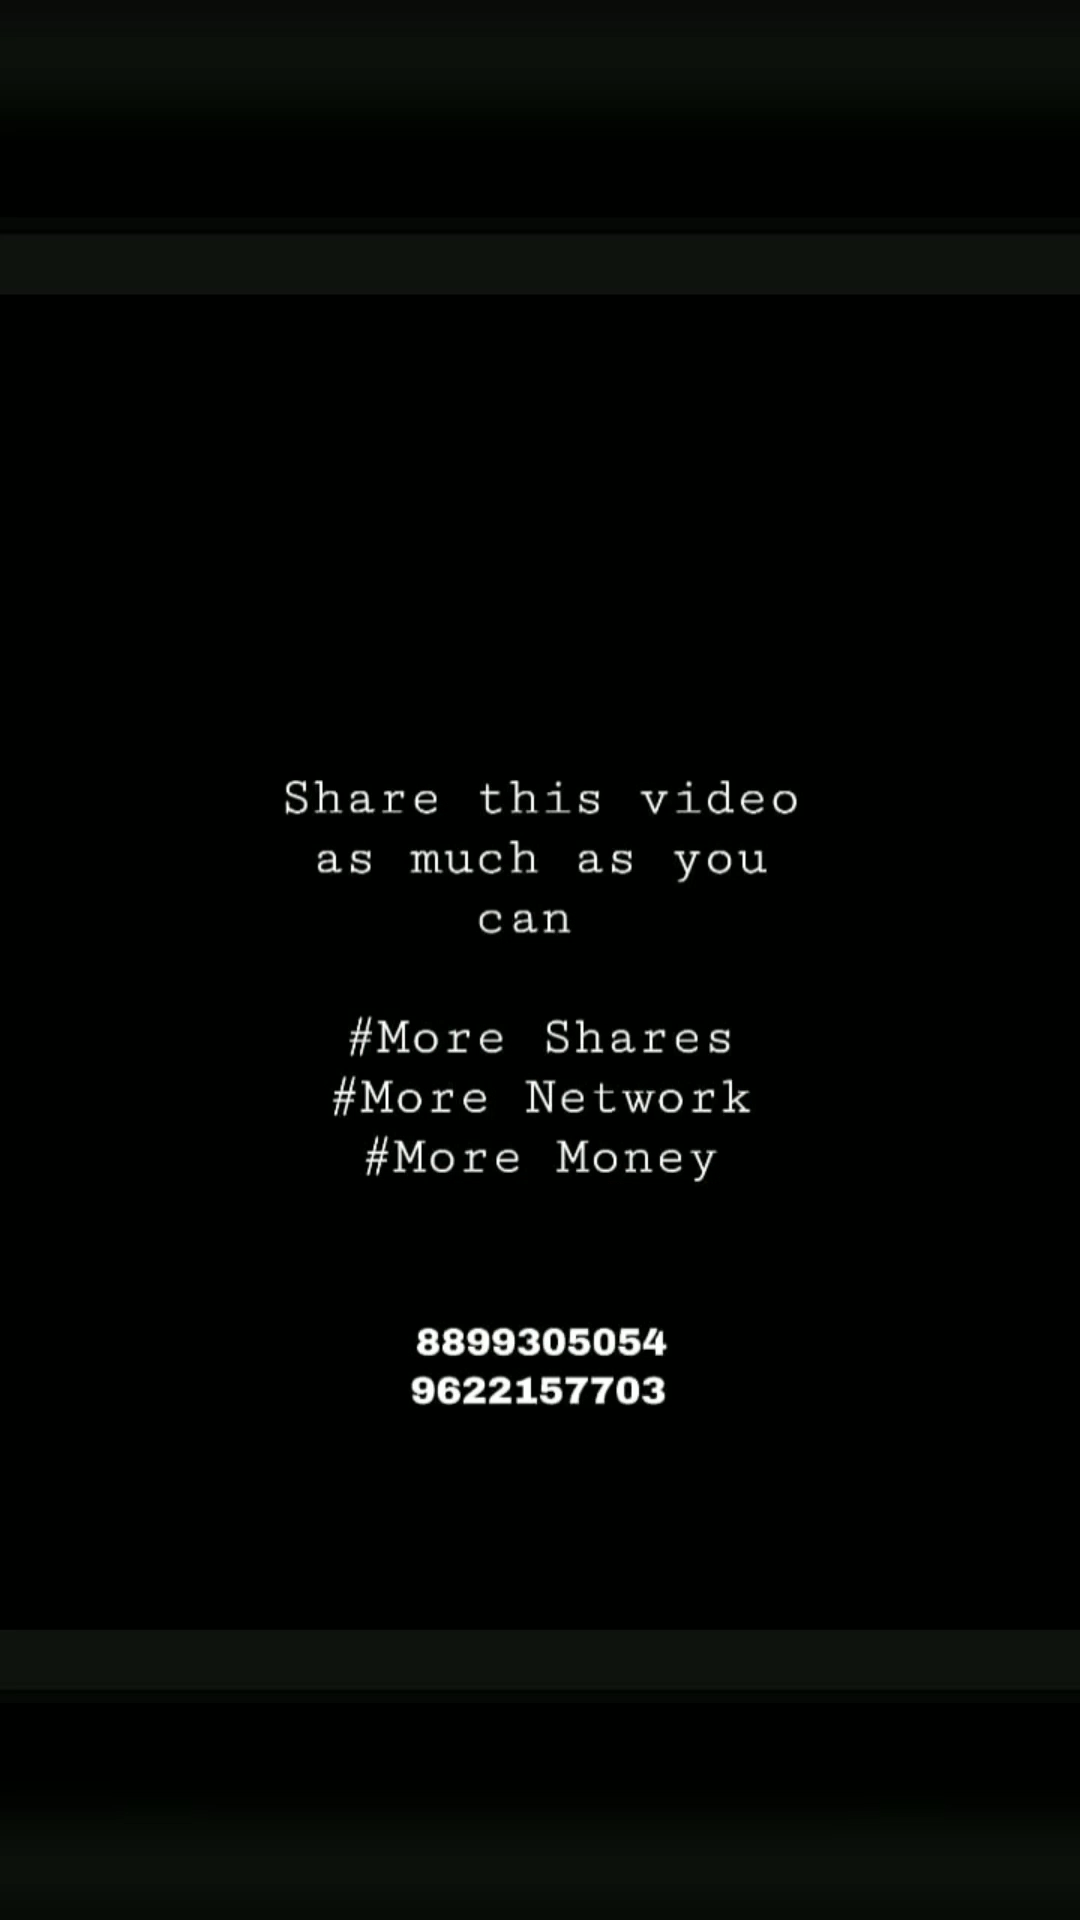 Share this video
as much as you
can
#More Shares
#More Network
#More Money
8899305054
9622157703